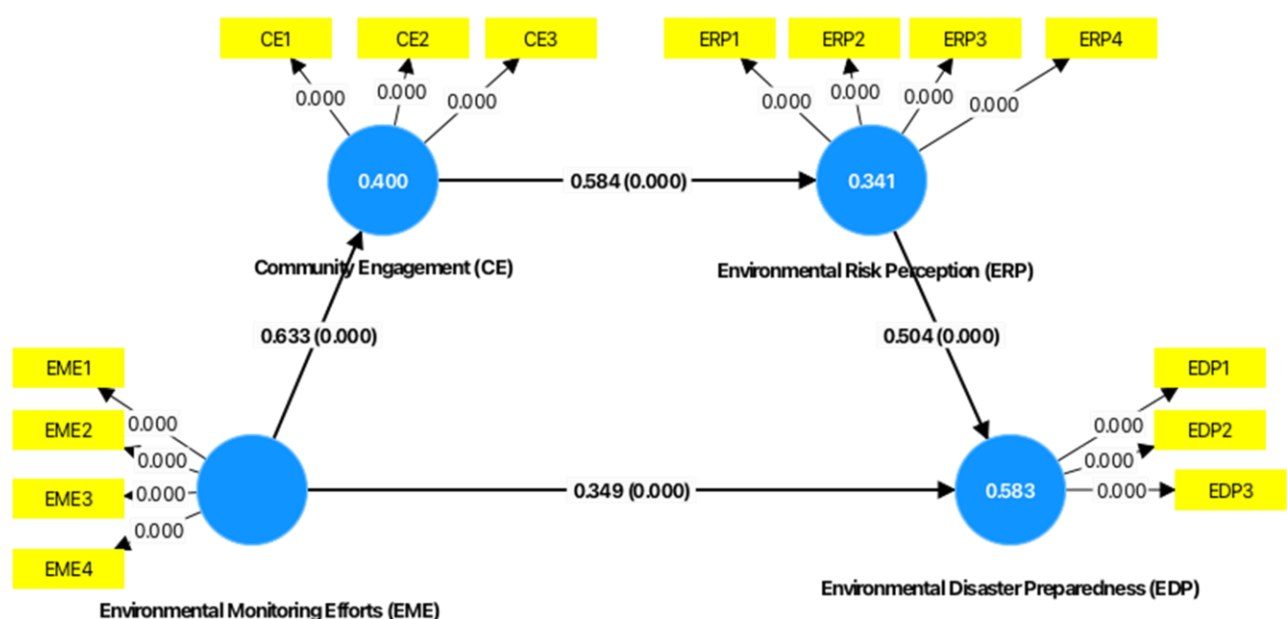 CE1
CE2
CE3
ERP1
ERP2
ERP3
ERP4
0.000
0.000
0.000
0.000
0.000
0.000
0.000
0.400
0.584 (0.000)
0.341
Community Engagement (CE)
Environmental Risk Perception (ERP)
0.633 (0.000)
0.504 (0.000)
EME1
EME2
EME3
EME4
0.000
0.000
0.000
0.000
0.349 (0.000)
0.583
EDP1
EDP2
EDP3
0.000
0.000
0.000
Environmental Disaster Preparedness (EDP)
Environmental Monitoring Efforts (EME)